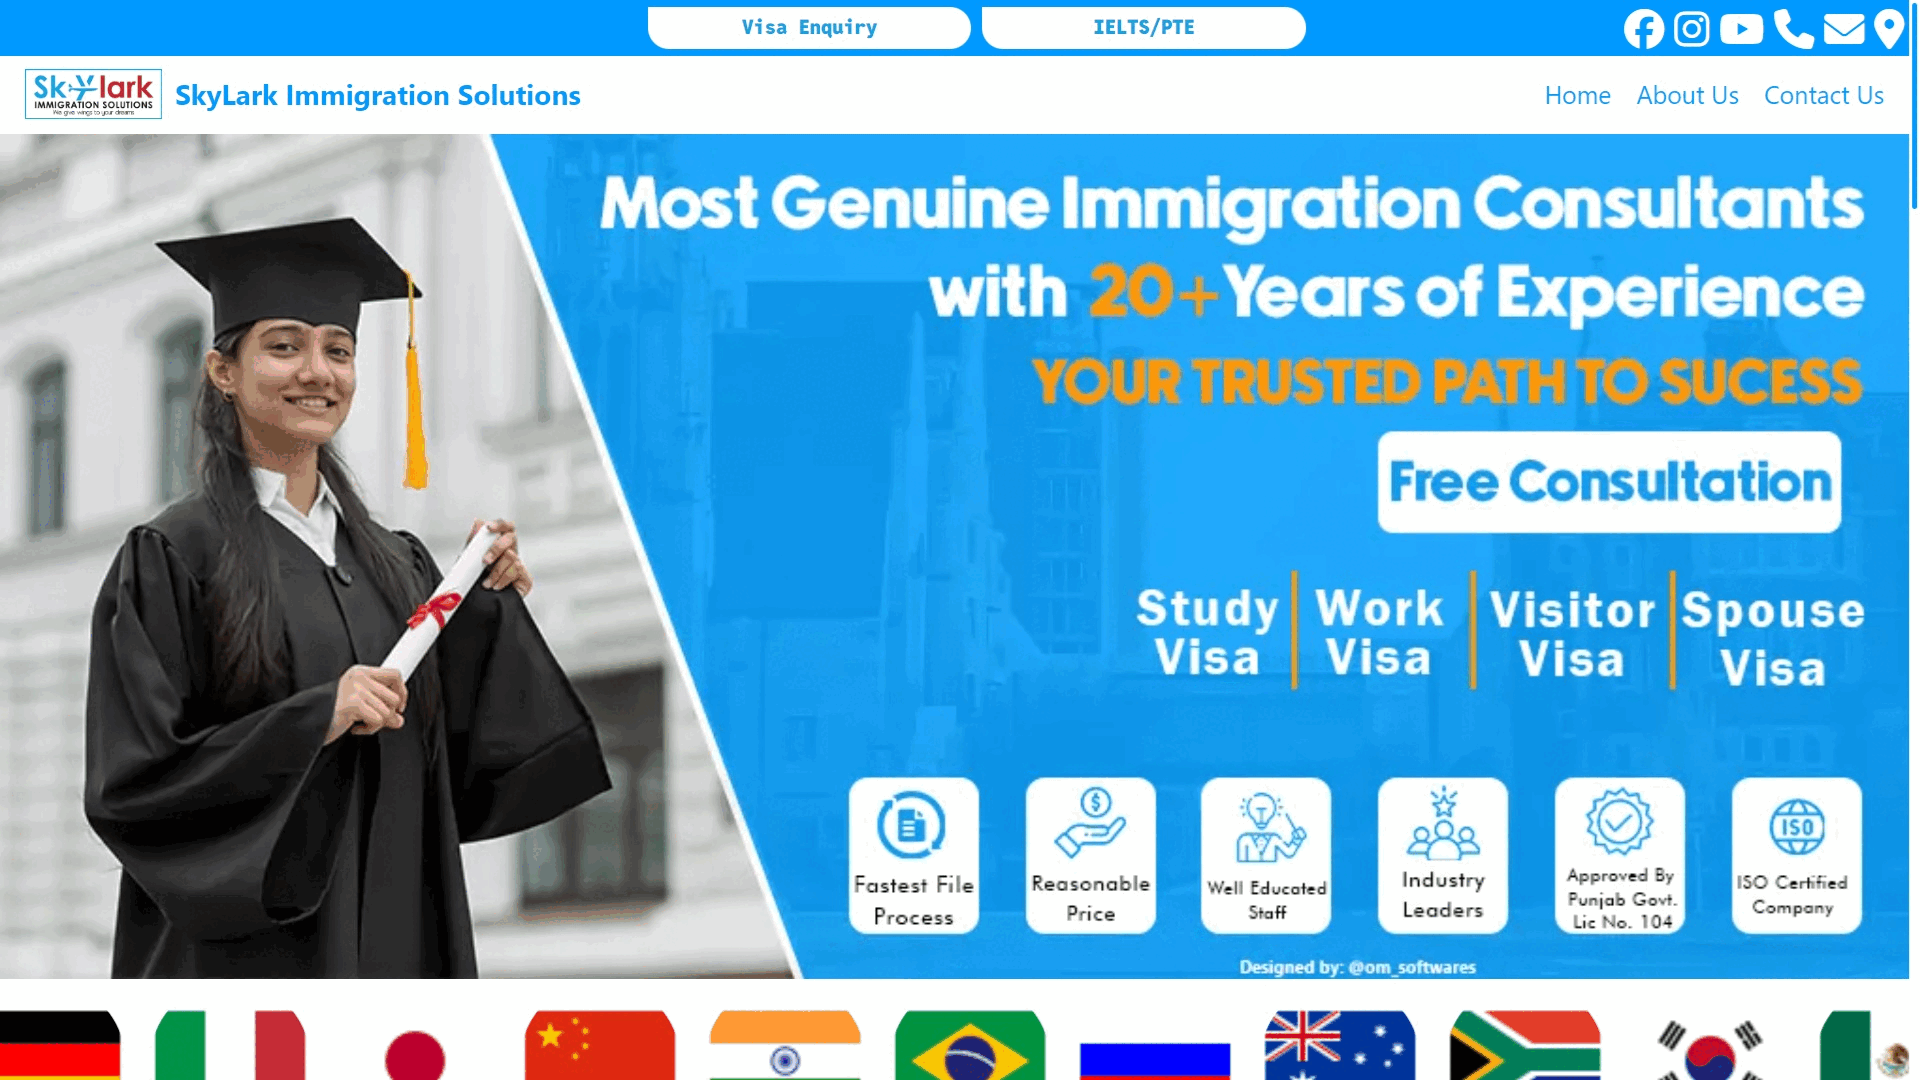 Visa Enquiry
IELTS/PTE
Skylark
IMMIGRATION SOLUTIONS
We give wings to your dreams
SkyLark Immigration Solutions
Home
About Us
Contact Us
Most Genuine Immigration Consultants
with 20+ Years of Experience
YOUR TRUSTED PATH TO SUCESS
Free Consultation
Study
Visa
Work
Visa
Visitor
Visa
Spouse
Visa
Fastest File
Process
Reasonable
Price
Well Educated
Staff
Industry
Leaders
Approved By
Punjab Govt.
Lic No. 104
ISO
ISO Certified
Company
Designed by: @om_softwares